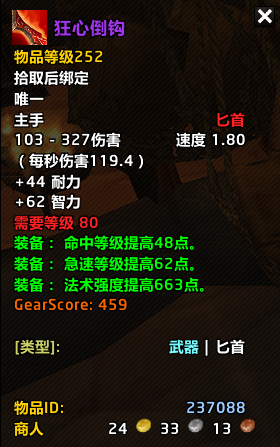 狂心倒钩
物品等级252
拾取后绑定
唯一
主手 匕首
103 - 327伤害 速度 1.80
（每秒伤害119.4）
+44 耐力
+62 智力
需要等级 80
装备： 命中等级提高48点。
装备： 急速等级提高62点。
装备： 法术强度提高663点。
GearScore: 459
[类型]: 武器 | 匕首
物品ID: 237088
商人 24 33 13